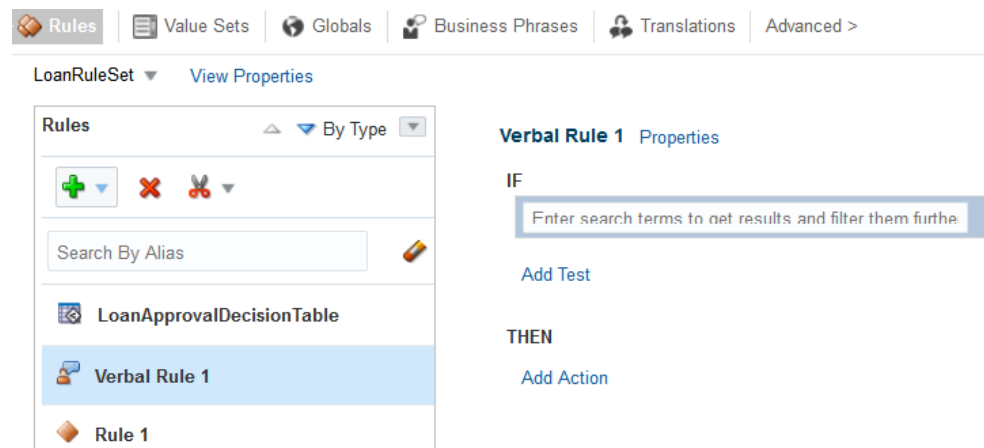 Rules Value Sets Globals Business Phrases Translations Advanced >
LoanRuleSet View Properties
Rules By Type
Search By Alias
LoanApprovalDecisionTable
Verbal Rule 1
Rule 1
Verbal Rule 1 Properties
IF
Enter search terms to get results and filter them furthe
Add Test
THEN
Add Action